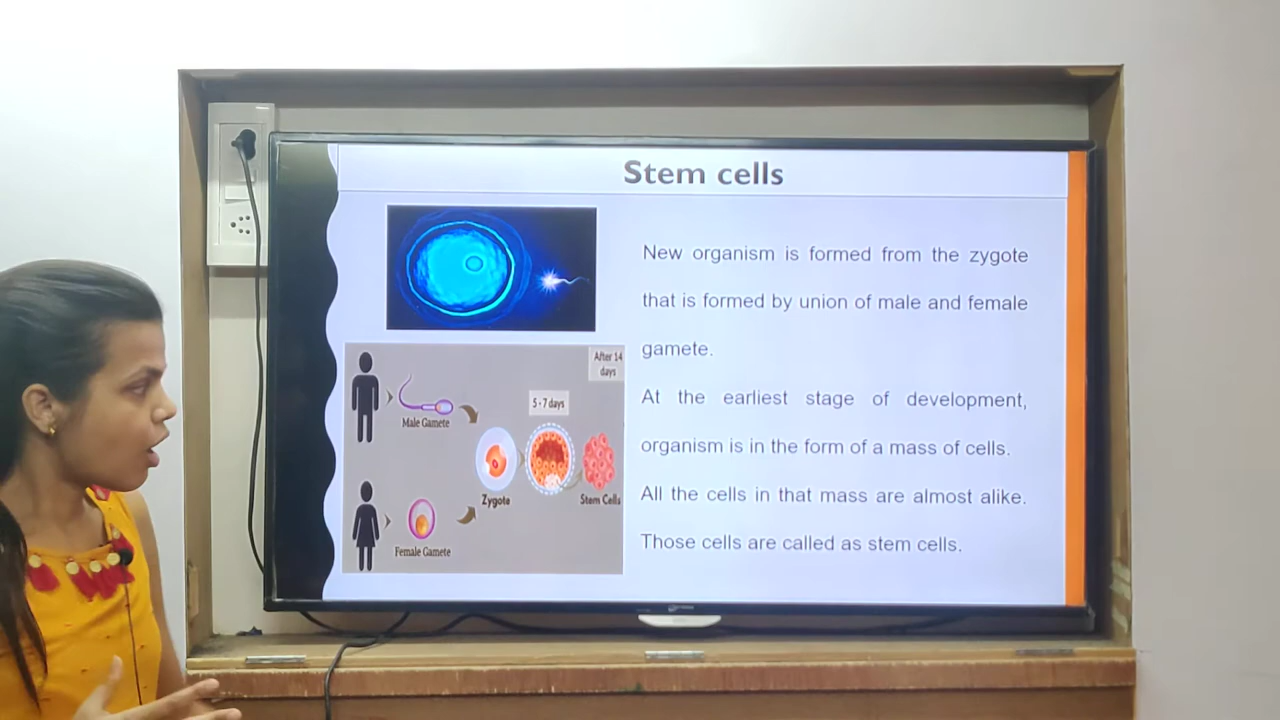 Stem cells
New organism is formed from the zygote
that is formed by union of male and female
gamete.
At the earliest stage of development,
organism is in the form of a mass of cells.
All the cells in that mass are almost alike.
Those cells are called as stem cells.
After 14
days
5 - 7 days
Male Gamete
Zygote
Stem Cells
Female Gamete